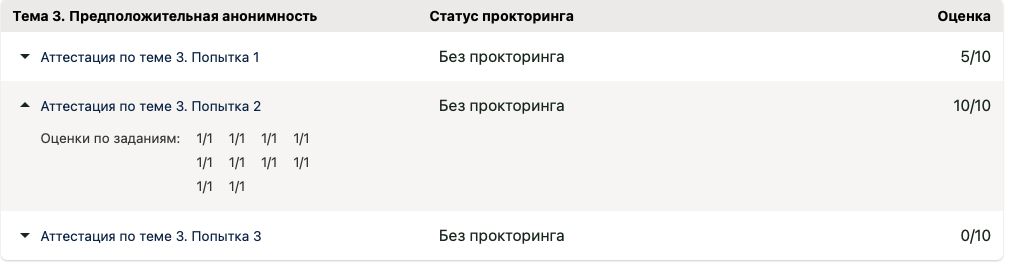 Тема 3. Предположительная анонимность Статус прокторинга Оценка
Аттестация по теме 3. Попытка 1 Без прокторинга 5/10
Аттестация по теме 3. Попытка 2 Без прокторинга 10/10
Оценки по заданиям: 1/1 1/1 1/1 1/1
1/1 1/1 1/1 1/1
1/1 1/1
Аттестация по теме 3. Попытка 3 Без прокторинга 0/10